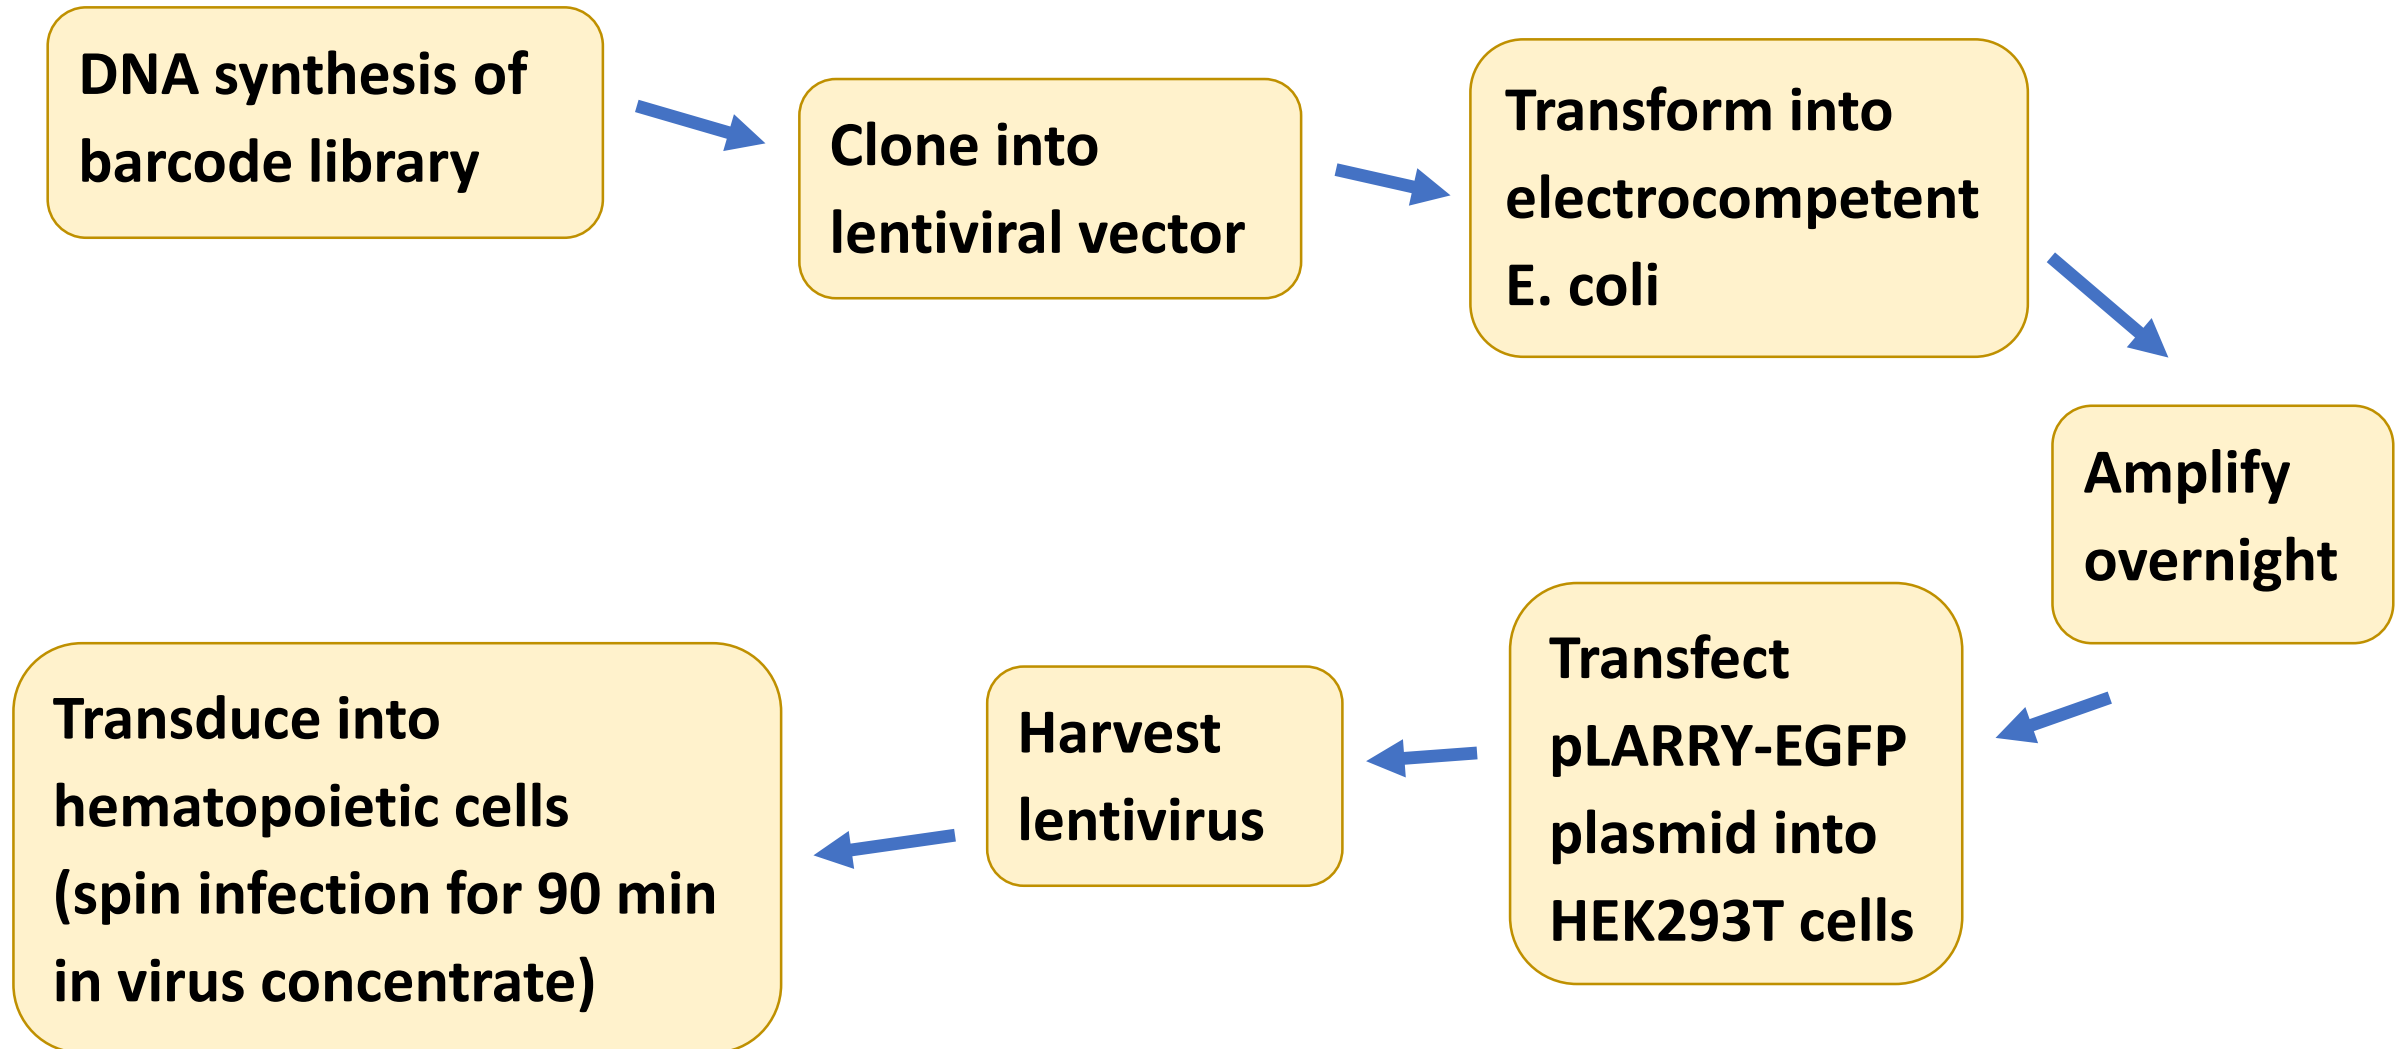 DNA synthesis of
barcode library
Clone into
lentiviral vector
Transform into
electrocompetent
E. coli
Amplify
overnight
Transfect
pLARRY-EGFP
plasmid into
HEK293T cells
Harvest
lentivirus
Transduce into
hematopoietic cells
(spin infection for 90 min
in virus concentrate)